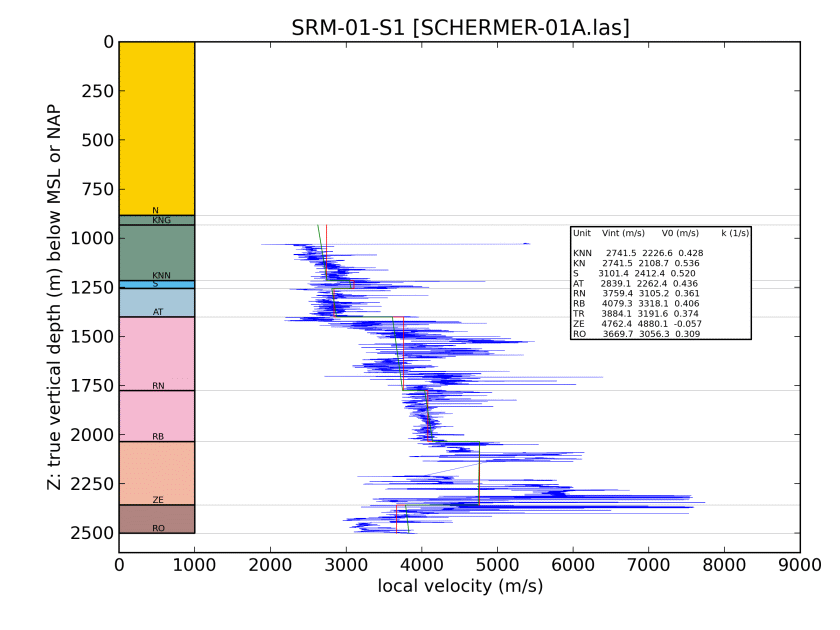 SRM-01-S1 [SCHERMER-01A.las]
0
250
500
750
1000
1250
1500
1750
2000
2250
2500
Z: true vertical depth (m) below MSL or NAP
N
KNG
KNN
S
AT
RN
RB
ZE
RO
Unit Vint (m/s) V0 (m/s) k (1/s)
KNN 2741.5 2226.6 0.428
KN 2741.5 2108.7 0.536
S 3101.4 2412.4 0.520
AT 2839.1 2262.4 0.436
RN 3759.4 3105.2 0.361
RB 4079.3 3318.1 0.406
TR 3884.1 3191.6 0.374
ZE 4762.4 4880.1 -0.057
RO 3669.7 3056.3 0.309
0 1000 2000 3000 4000 5000 6000 7000 8000 9000
local velocity (m/s)